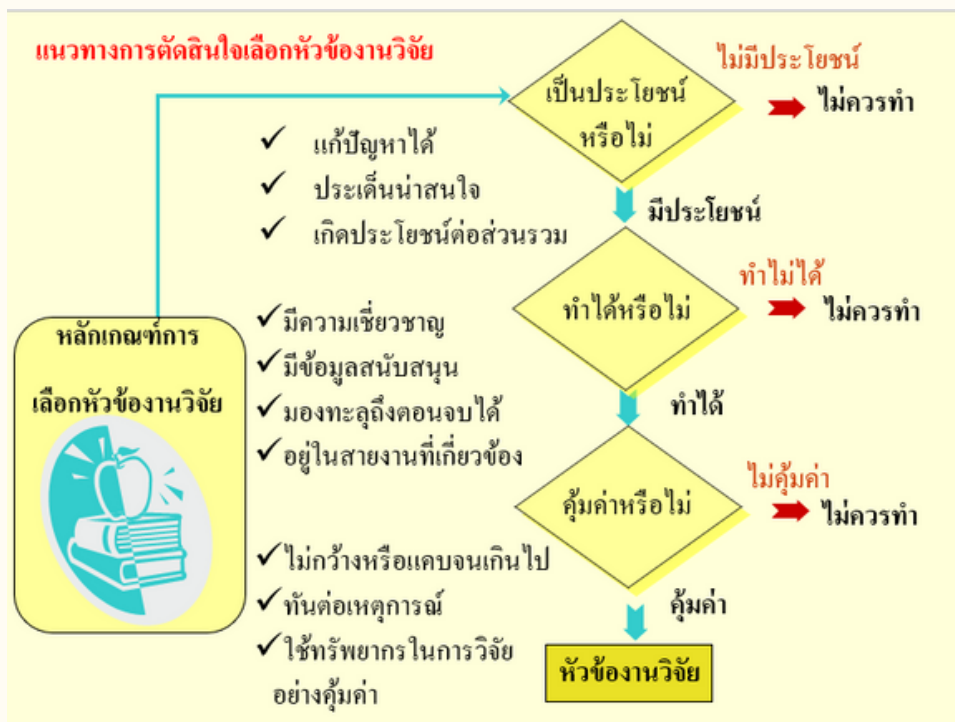 แนวทางการตัดสินใจเลือกหัวข้องานวิจัย
หลักเกณฑ์การ
เลือกหัวข้องานวิจัย
✓ แก้ปัญหาได้
✓ ประเด็นน่าสนใจ
✓ เกิดประโยชน์ต่อส่วนรวม
เป็นประโยชน์
หรือไม่
ไม่มีประโยชน์
ไม่ควรทำ
มีประโยชน์
✓ มีความเชี่ยวชาญ
✓ มีข้อมูลสนับสนุน
✓ มองทะลุถึงตอนจบได้
✓ อยู่ในสายงานที่เกี่ยวข้อง
ทำได้หรือไม่
ทำไม่ได้
ไม่ควรทำ
ทำได้
✓ ไม่กว้างหรือแคบจนเกินไป
✓ ทันต่อเหตุการณ์
✓ ใช้ทรัพยากรในการวิจัย
อย่างคุ้มค่า
คุ้มค่าหรือไม่
ไม่คุ้มค่า
ไม่ควรทำ
คุ้มค่า
หัวข้องานวิจัย